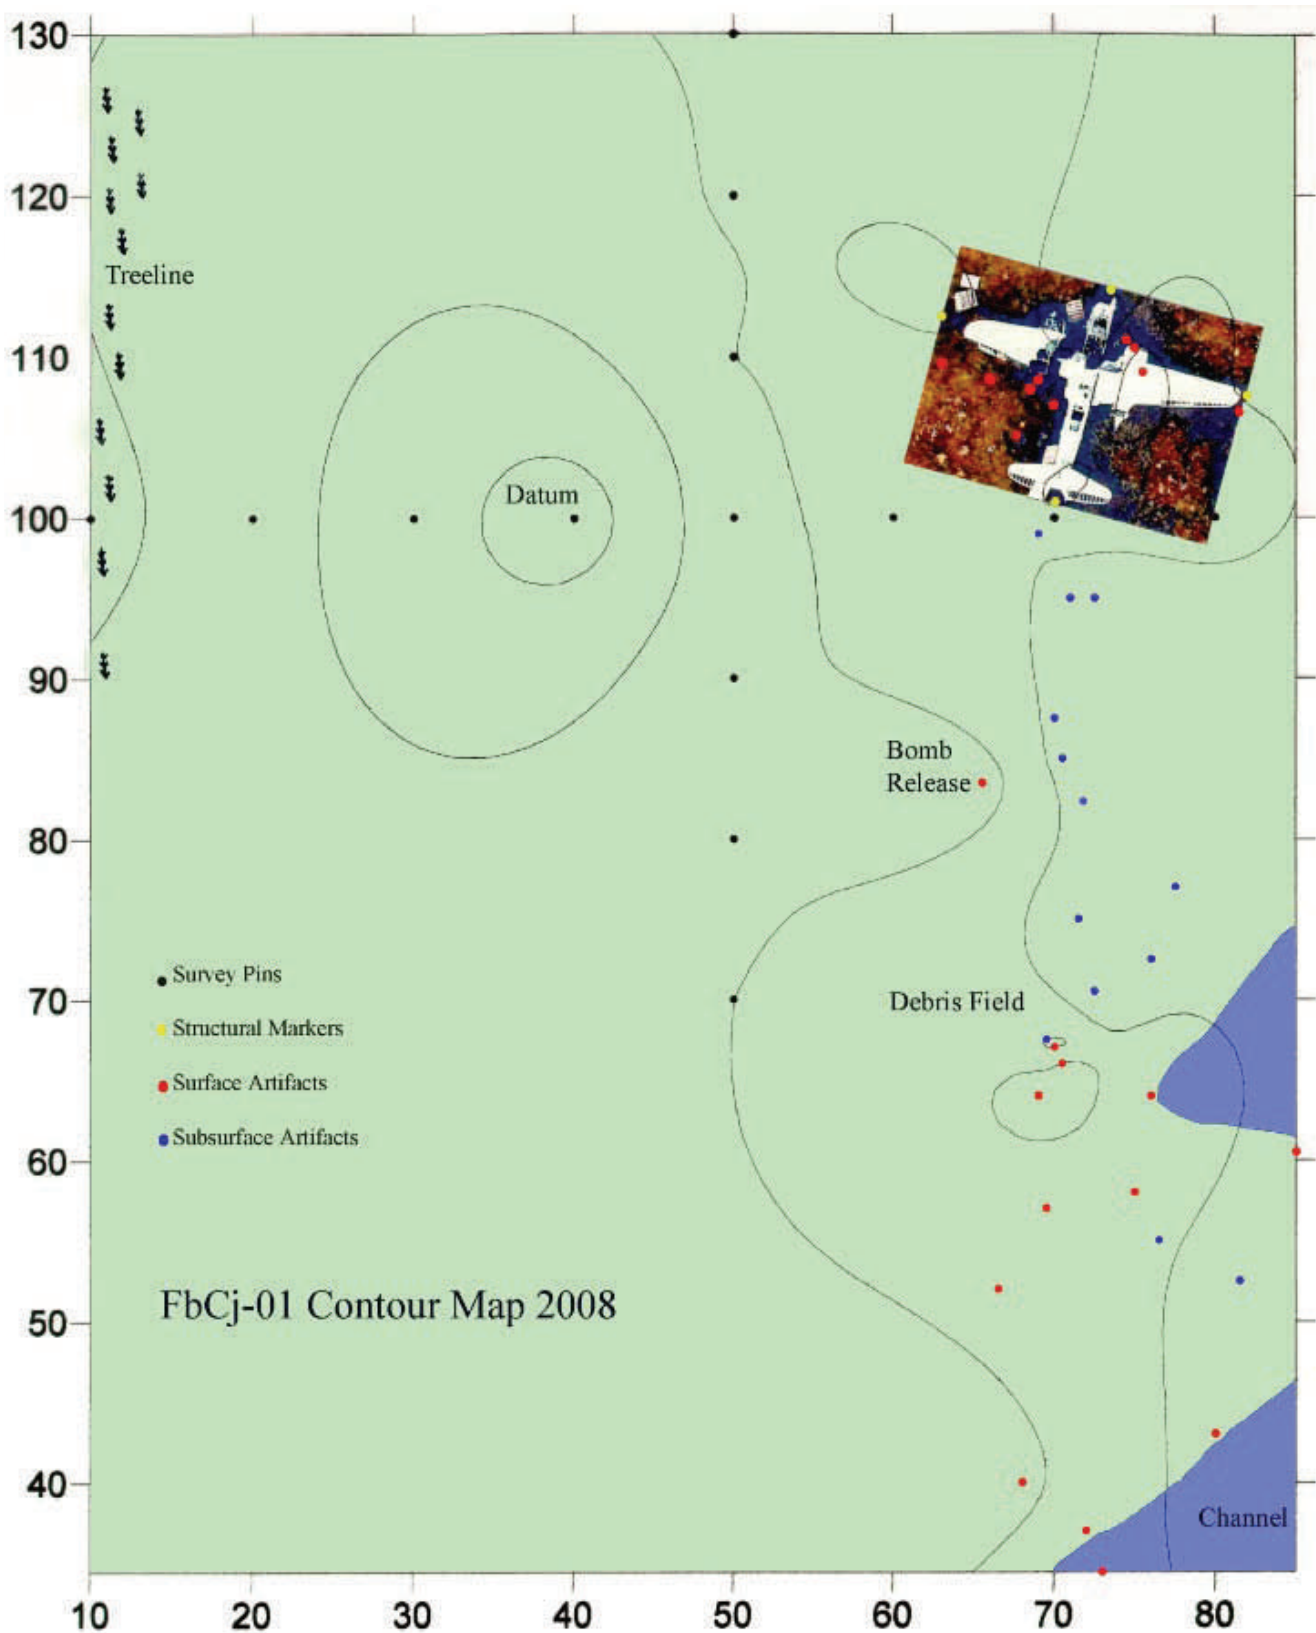 130
120
Treeline
110
Datum
100
90
Bomb
Release
80
Survey Pins
70
Debris Field
Structural Markers
Surface Artifacts
Subsurface Artifacts
60
FbCj-01 Contour Map 2008
50
40
Channel
10 20 30 40 50 60 70 80